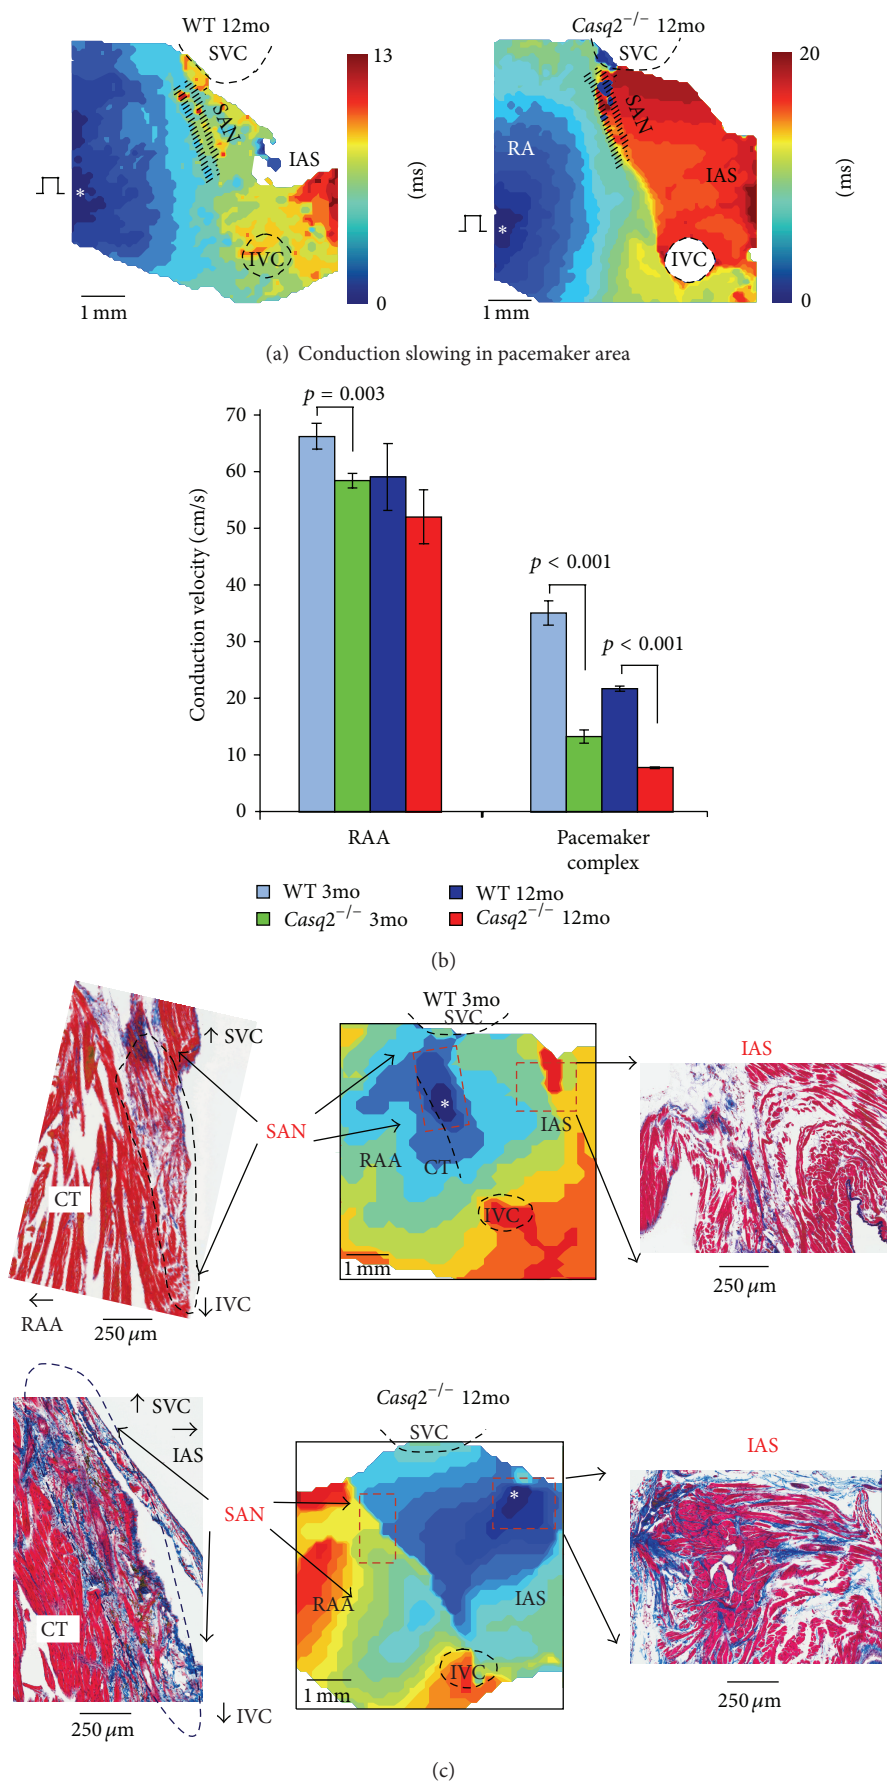 WT 12mo
SVC
SAN
IAS
IVC
*
1 mm
13
(ms)
0
Casq2−/− 12mo
SVC
SAN
RA
IAS
*
IVC
1 mm
20
(ms)
0
(a) Conduction slowing in pacemaker area
Conduction velocity (cm/s)
70
60
50
40
30
20
10
0
p = 0.003
p < 0.001
p < 0.001
RAA
Pacemaker
complex
WT 3mo
WT 12mo
Casq2−/− 3mo
Casq2−/− 12mo
(b)
↑ SVC
SAN
CT
←
RAA
↓ IVC
250 μm
WT 3mo
SVC
*
IAS
RAA
CT
IVC
1 mm
IAS
250 μm
↑ SVC
→
IAS
SAN
CT
↓ IVC
250 μm
Casq2−/− 12mo
SVC
*
RAA
IAS
IVC
1 mm
IAS
250 μm
(c)